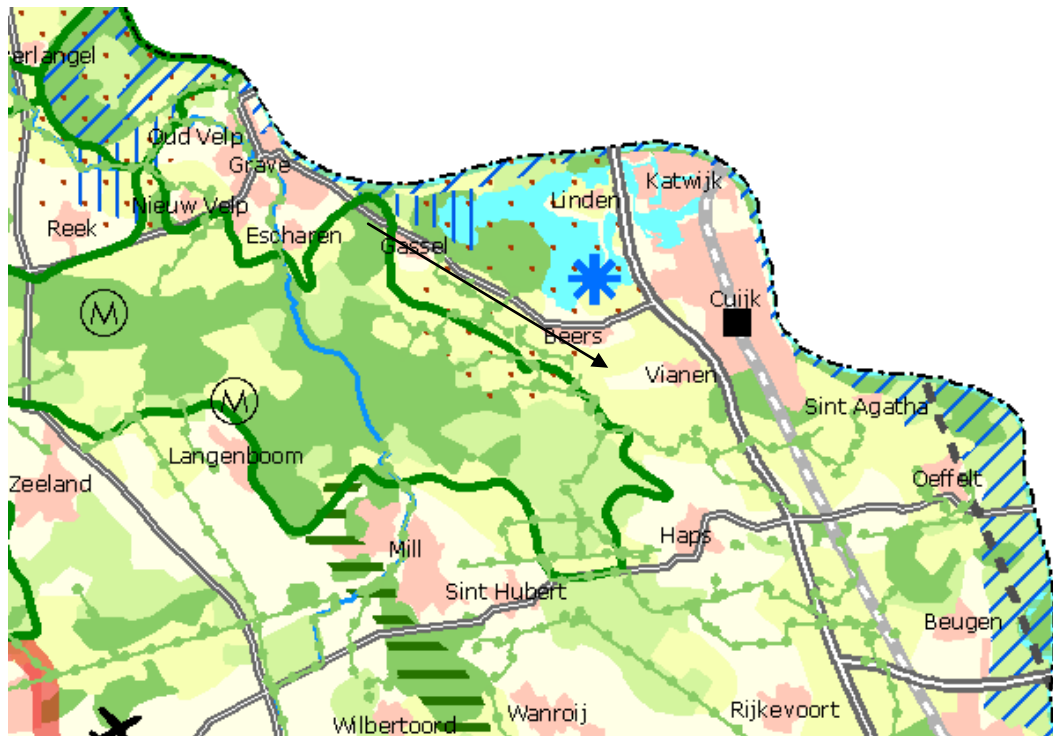 erlangel
Oud Velp
Grave
Katwijk
Linden
Nieuw Velp
Reek
Escharen
Gassel
Cuijk
M
Beers
Vianen
M
Sint Agatha
Langenboom
Zeeland
Oeffelt
Haps
Mill
Sint Hubert
Beugen
Wanroij
Rijkevoort
Wilbertoord